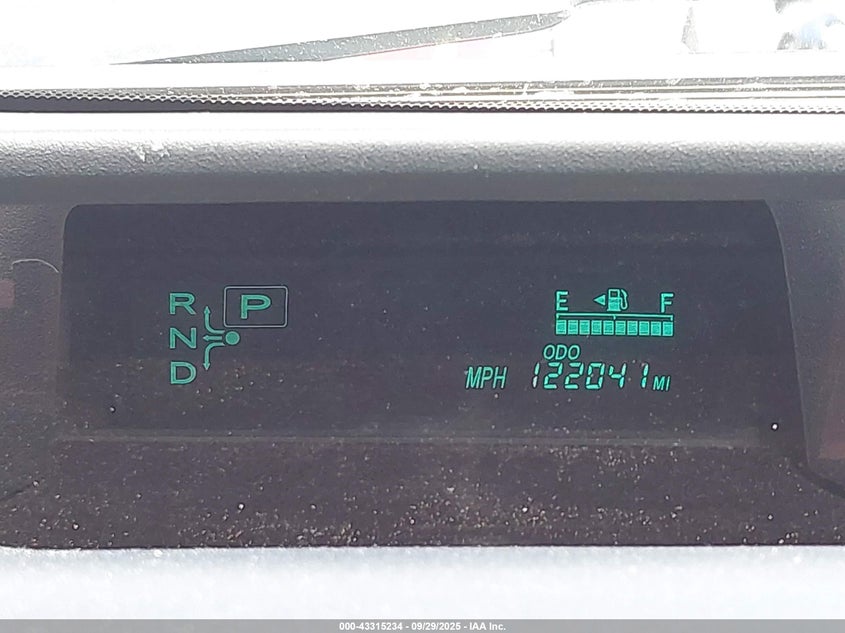 R P
N
D
E F
ODO
MPH 122041 MI
000-43315234 - 09/29/2025 - IAA Inc.